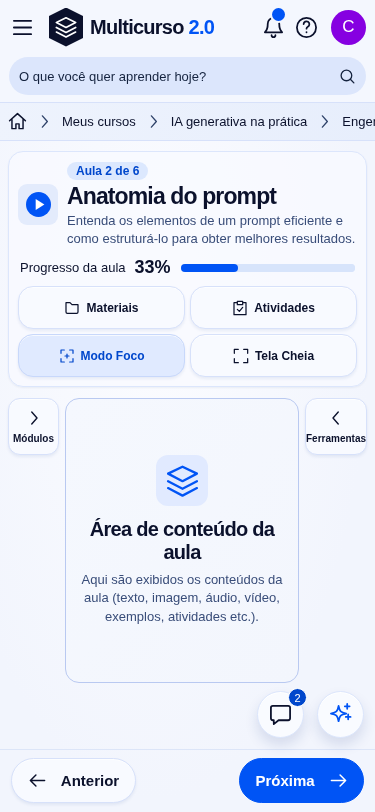 Multicurso 2.0
C
O que você quer aprender hoje?
Meus cursos
IA generativa na prática
Aula 2 de 6
Anatomia do prompt
Entenda os elementos de um prompt eficiente e
como estruturá-lo para obter melhores resultados.
Progresso da aula 33%
Materiais
Atividades
Modo Foco
Tela Cheia
Módulos
Ferramentas
Área de conteúdo da
aula
Aqui são exibidos os conteúdos da
aula (texto, imagem, áudio, vídeo,
exemplos, atividades etc.).
2
Anterior
Próxima